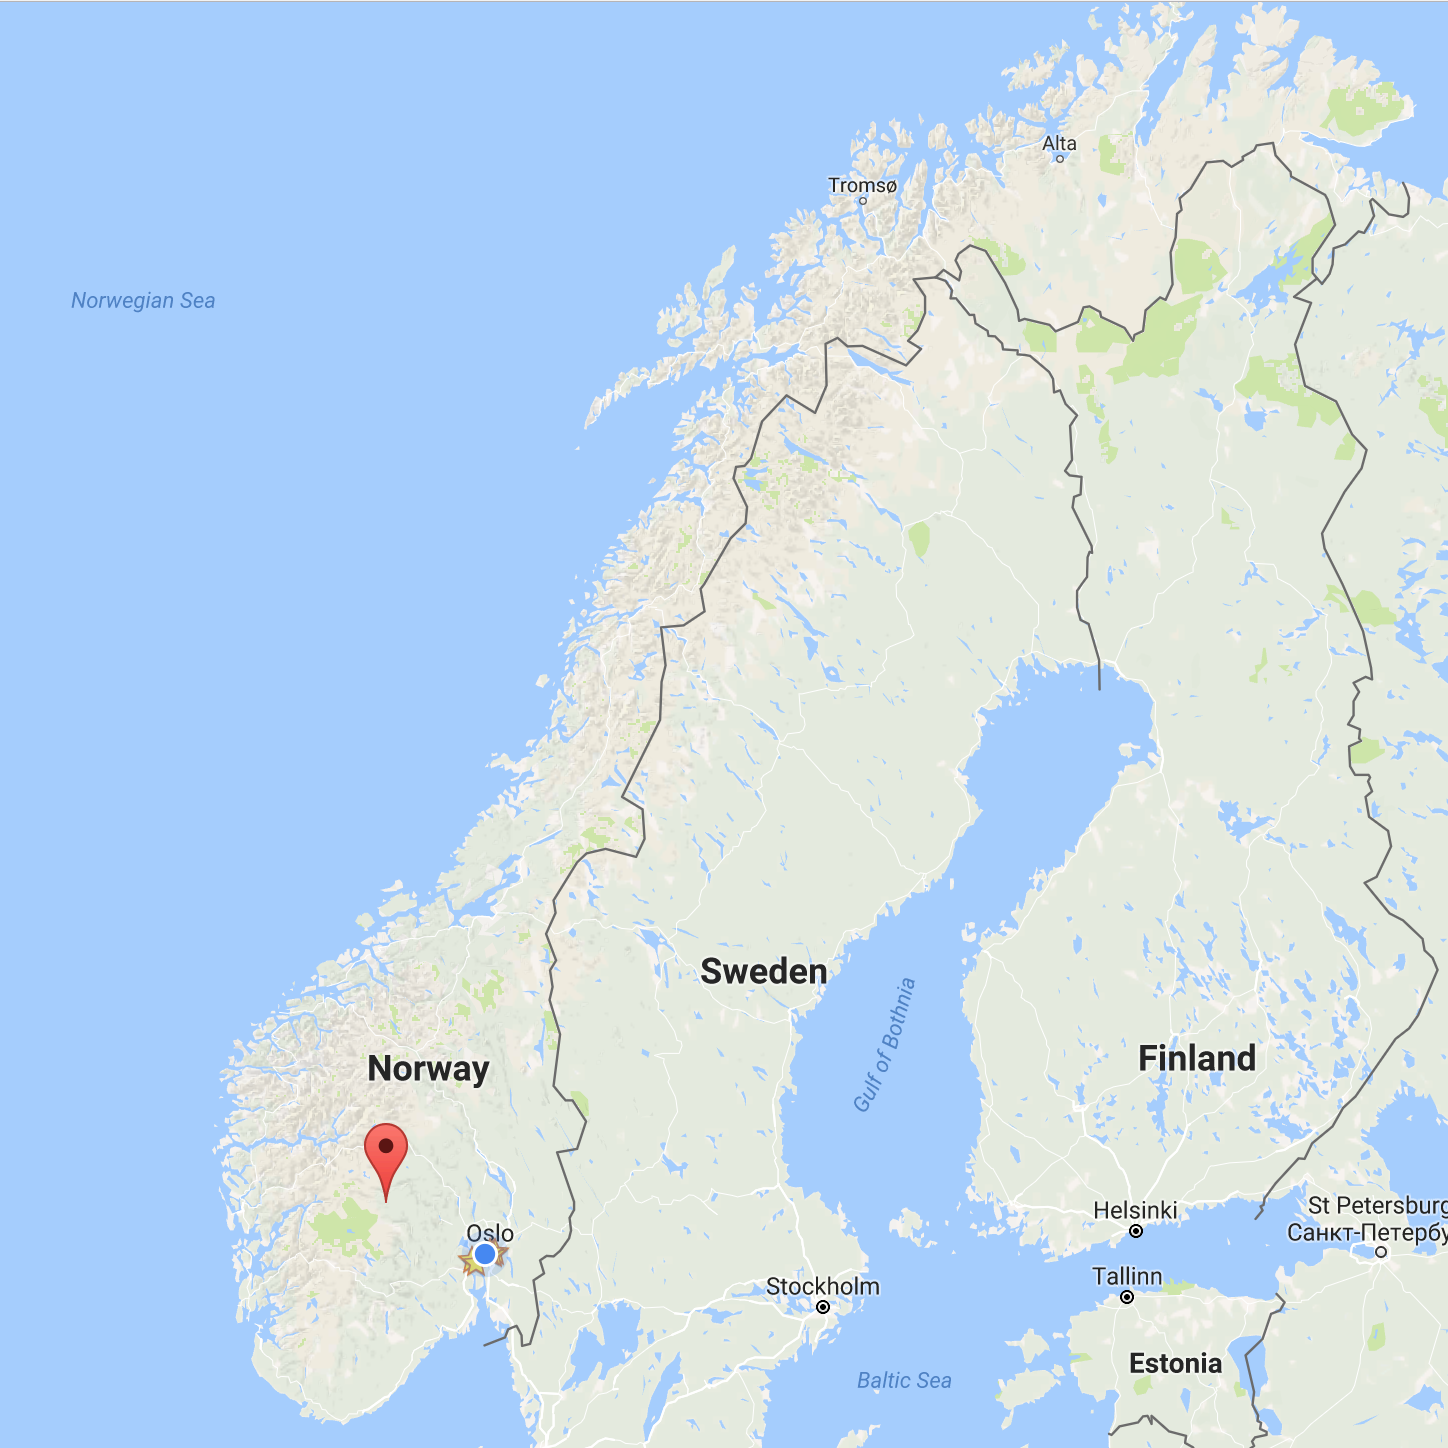 Alta
Tromsø
Norwegian Sea
Sweden
Gulf of Bothnia
Norway
Finland
Oslo
Helsinki
St Petersburg
Санкт-Петербу
Stockholm
Tallinn
Estonia
Baltic Sea